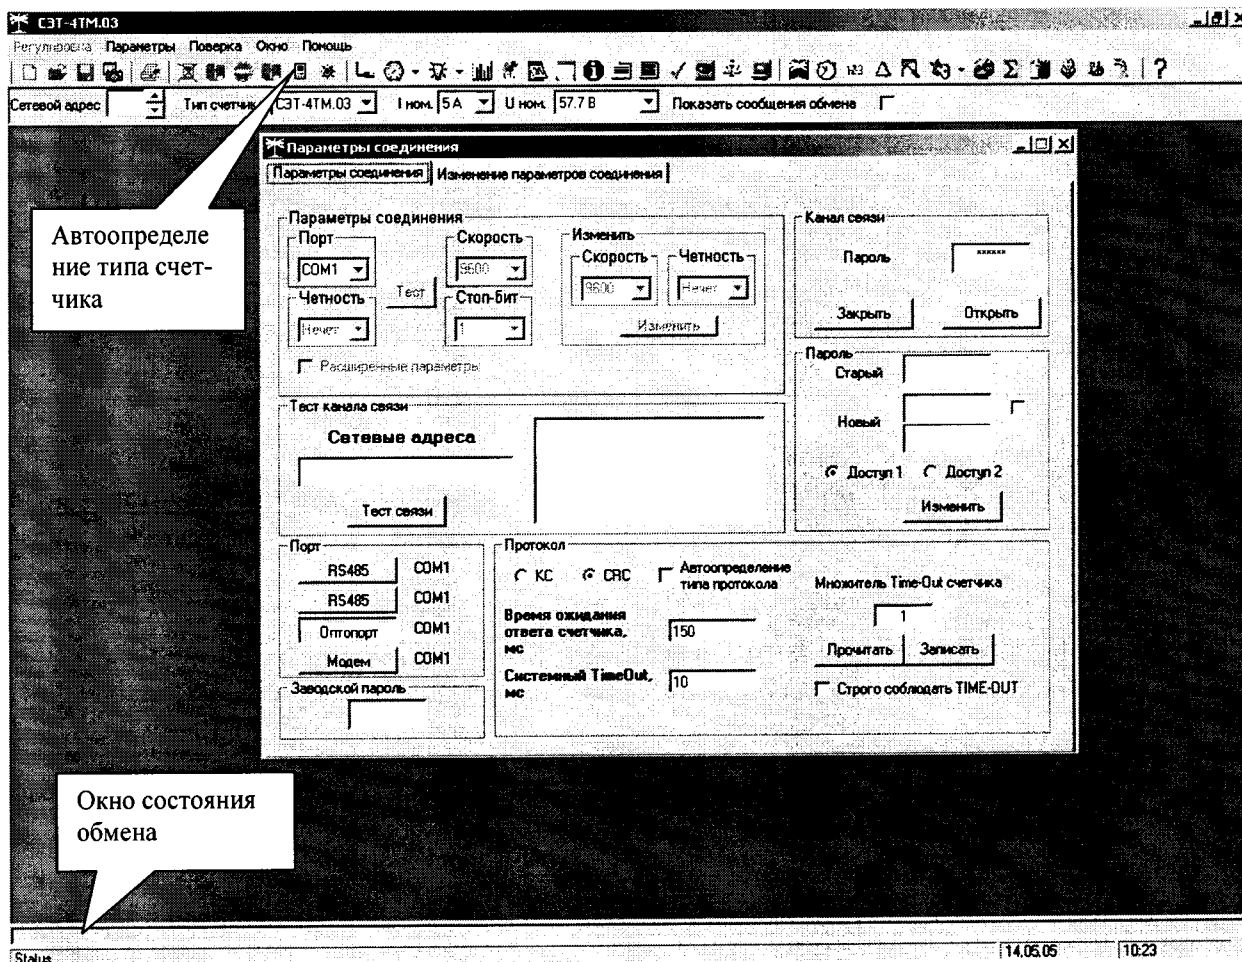 СЭТ-4ТМ.03
Регулировка Параметры Поверка Окно Помощь
Сетевой адрес Тип счетчик СЭТ-4ТМ.03 I ном. 5 А U ном. 57.7 В Показать сообщения обмена
Параметры соединения
Параметры соединения Изменение параметров соединения
Автоопределе
ние типа счет-
чика
Параметры соединения
Порт
COM1
Четность
Нечет
Тест
Скорость
9600
Стоп-бит
1
Расширенные параметры
Изменить
Скорость
9600
Четность
Нечет
Изменить
Канал связи
Пароль ******
Закрыть Открыть
Пароль
Старый
Новый
Доступ 1 Доступ 2
Изменить
Тест канала связи
Сетевые адреса
Тест связи
Порт
RS485 COM1
RS485 COM1
Оптопорт COM1
Модем COM1
Заводской пароль
Протокол
КС CRC Автоопределение
типа протокола
Время ожидания
ответа счетчика,
мс
150
Системный TimeOut,
мс
10
Множитель Time-Out счетчика
1
Прочитать Записать
Строго соблюдать TIME-OUT
Окно состояния
обмена
Status 14.05.05 10:23